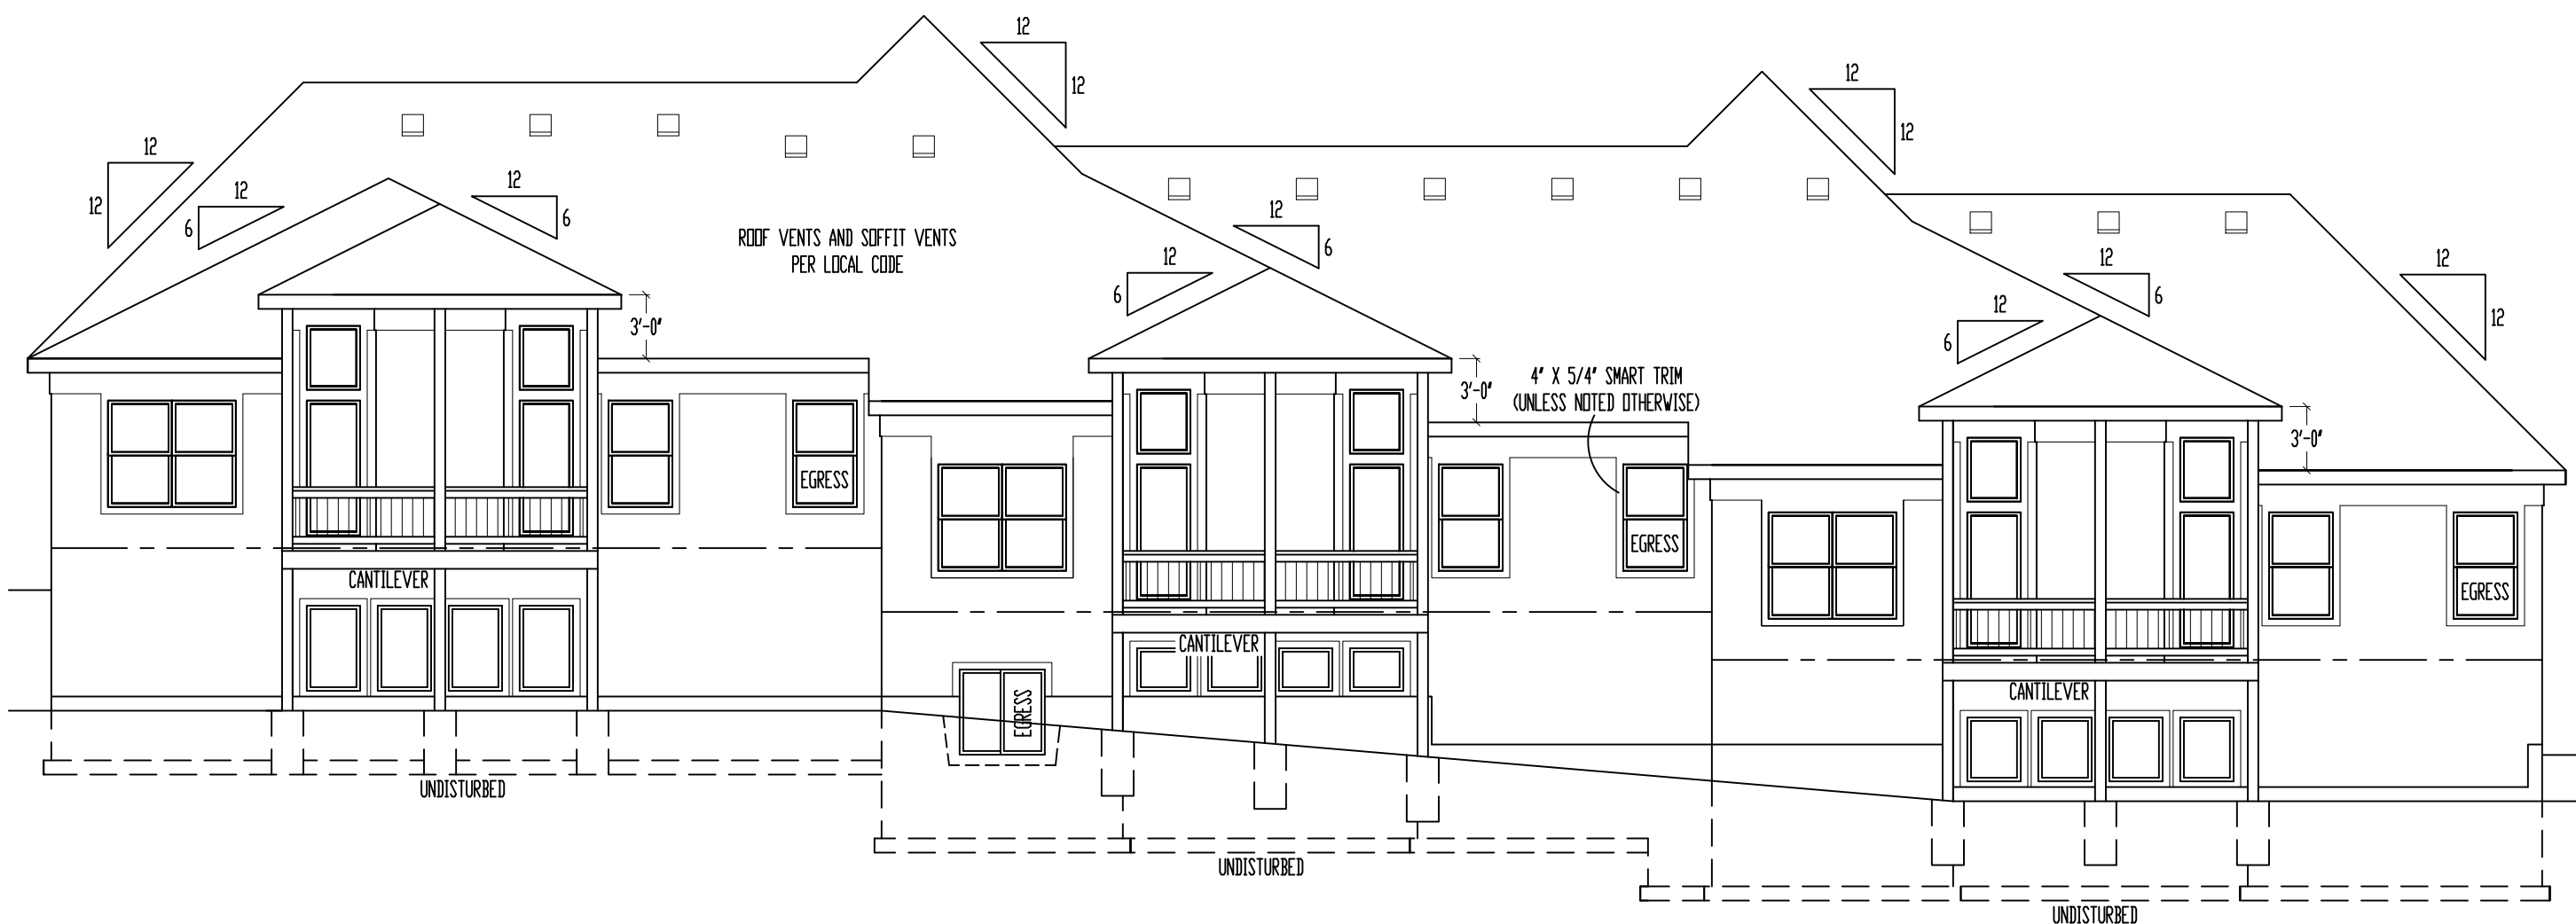 12
12
12
12
12
12
12
12
6
12
6
ROOF VENTS AND SOFFIT VENTS
PER LOCAL CODE
12
6
12
6
12
6
12
6
12
12
3'-0"
3'-0"
3'-0"
4" X 5/4" SMART TRIM
(UNLESS NOTED OTHERWISE)
EGRESS
EGRESS
EGRESS
CANTILEVER
CANTILEVER
CANTILEVER
EGRESS
UNDISTURBED
UNDISTURBED
UNDISTURBED